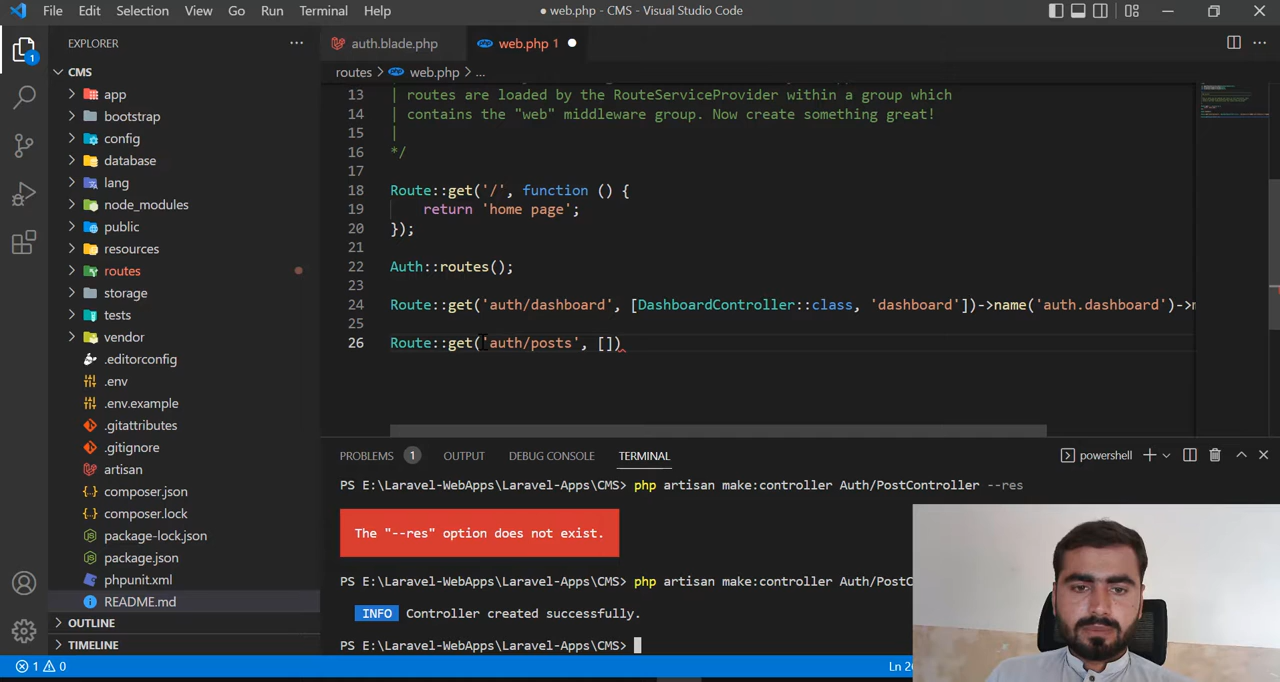 File Edit Selection View Go Run Terminal Help
● web.php - CMS - Visual Studio Code
EXPLORER
CMS
app
bootstrap
config
database
lang
node_modules
public
resources
routes
storage
tests
vendor
.editorconfig
.env
.env.example
.gitattributes
.gitignore
artisan
composer.json
composer.lock
package-lock.json
package.json
phpunit.xml
README.md
OUTLINE
TIMELINE
1
auth.blade.php
web.php 1
routes > web.php > ...
13 | routes are loaded by the RouteServiceProvider within a group which
14 | contains the "web" middleware group. Now create something great!
15 |
16 */
17
18 Route::get('/', function () {
19 return 'home page';
20 });
21
22 Auth::routes();
23
24 Route::get('auth/dashboard', [DashboardController::class, 'dashboard'])->name('auth.dashboard')->m
25
26 Route::get('auth/posts', [])
PROBLEMS 1 OUTPUT DEBUG CONSOLE TERMINAL
powershell
PS E:\Laravel-WebApps\Laravel-Apps\CMS> php artisan make:controller Auth/PostController --res
The "--res" option does not exist.
PS E:\Laravel-WebApps\Laravel-Apps\CMS> php artisan make:controller Auth/PostC
INFO Controller created successfully.
PS E:\Laravel-WebApps\Laravel-Apps\CMS>
1 0
Ln 26